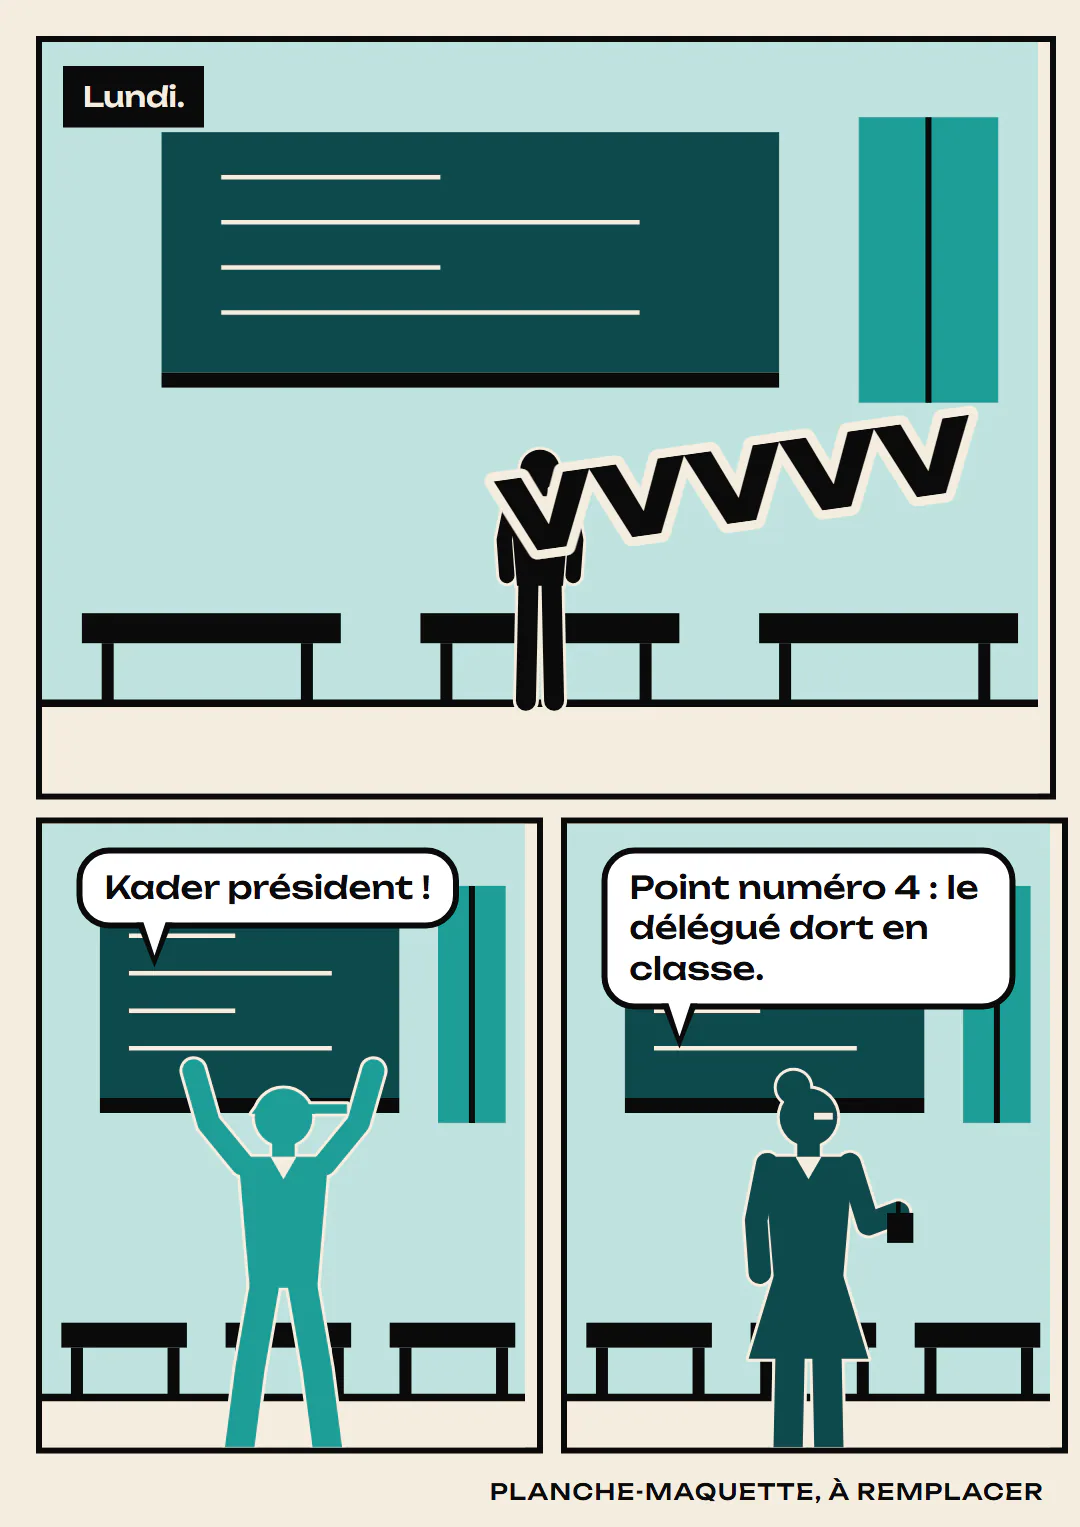 Lundi.
VVVVV
Kader président !
Point numéro 4 : le
délégué dort en
classe.
PLANCHE-MAQUETTE, À REMPLACER